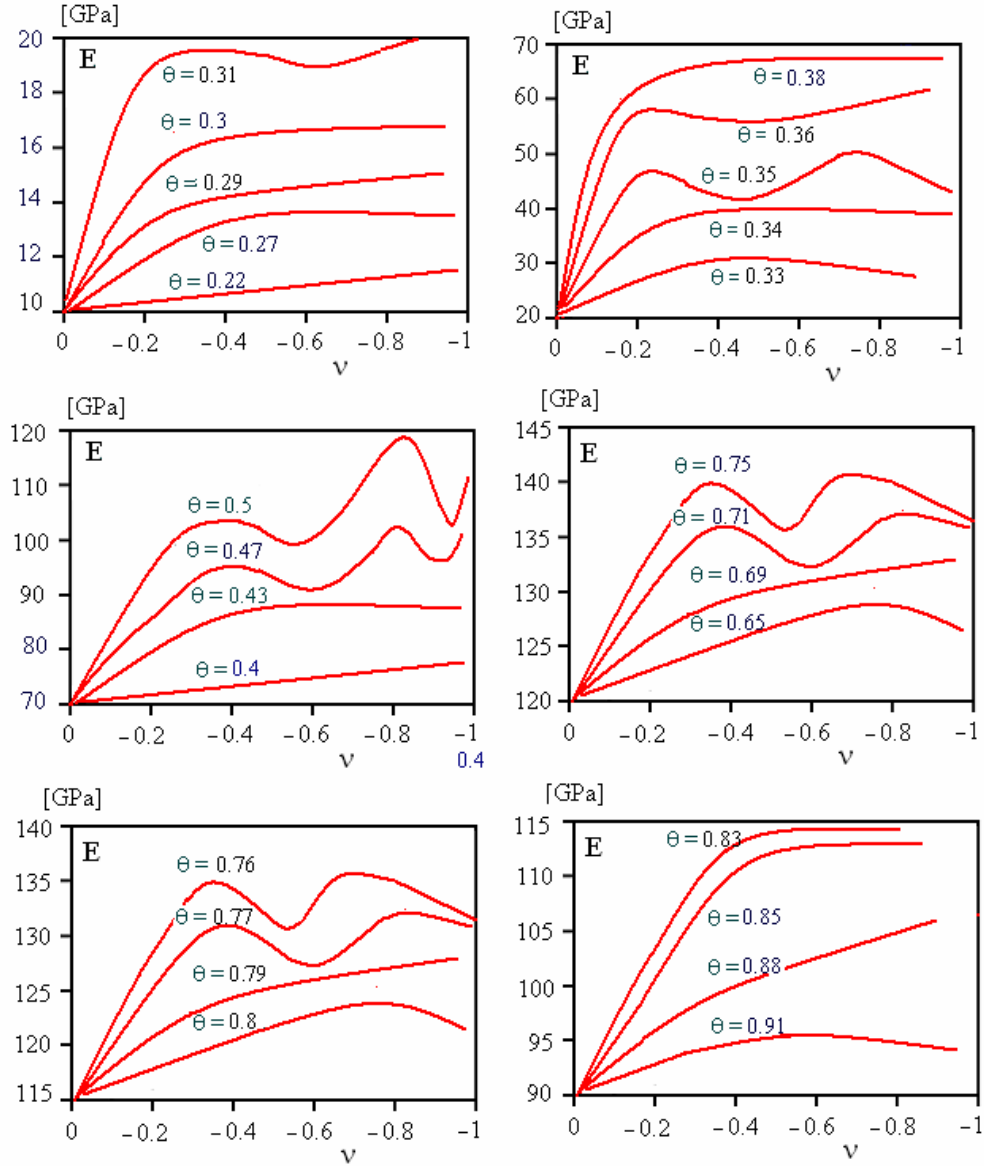 [GPa]
20
18
16
14
12
10
E
θ = 0.31
θ = 0.3
θ = 0.29
θ = 0.27
θ = 0.22
0 -0.2 -0.4 -0.6 -0.8 -1
ν
[GPa]
70
60
50
40
30
20
E
θ = 0.38
θ = 0.36
θ = 0.35
θ = 0.34
θ = 0.33
0 -0.2 -0.4 -0.6 -0.8 -1
ν
[GPa]
120
110
100
90
80
70
E
θ = 0.5
θ = 0.47
θ = 0.43
θ = 0.4
0 -0.2 -0.4 -0.6 -0.8 -1
ν
0.4
[GPa]
145
140
135
130
125
120
E
θ = 0.75
θ = 0.71
θ = 0.69
θ = 0.65
0 -0.2 -0.4 -0.6 -0.8 -1
ν
[GPa]
140
135
130
125
120
115
E
θ = 0.76
θ = 0.77
θ = 0.79
θ = 0.8
0 -0.2 -0.4 -0.6 -0.8 -1
ν
[GPa]
115
110
105
100
95
90
E
θ = 0.83
θ = 0.85
θ = 0.88
θ = 0.91
0 -0.2 -0.4 -0.6 -0.8 -1
ν